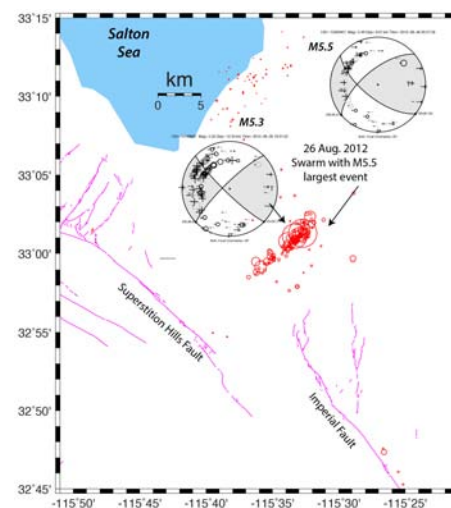 33°15'
33°10'
33°05'
33°00'
32°55'
32°50'
32°45'
-115°50'
-115°45'
-115°40'
-115°35'
-115°30'
-115°25'
Salton
Sea
km
0 5
M5.5
M5.3
26 Aug. 2012
Swarm with M5.5
largest event
Superstition Hills Fault
Imperial Fault